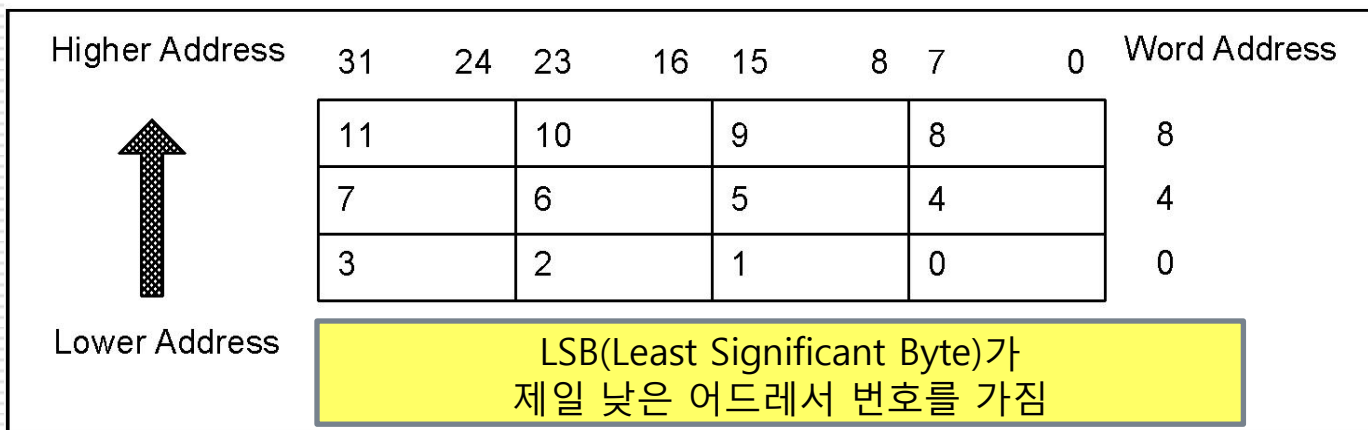 Higher Address 31 24 23 16 15 8 7 0 Word Address
11 10 9 8 8
7 6 5 4 4
3 2 1 0 0
Lower Address
LSB(Least Significant Byte)가
제일 낮은 어드레서 번호를 가짐